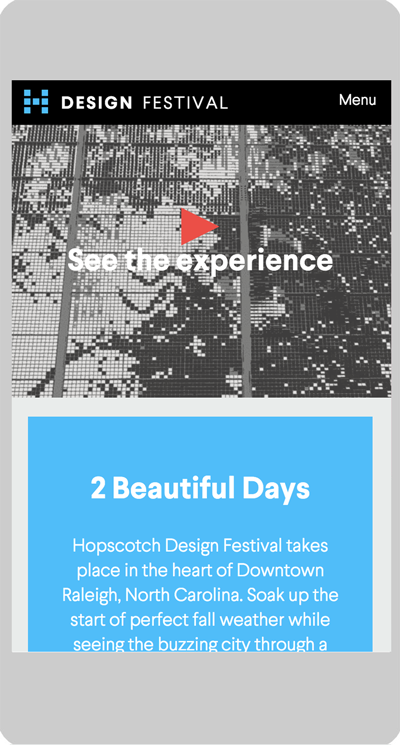 DESIGN FESTIVAL
Menu
See the experience
2 Beautiful Days
Hopscotch Design Festival takes
place in the heart of Downtown
Raleigh, North Carolina. Soak up the
start of perfect fall weather while
seeing the buzzing city through a